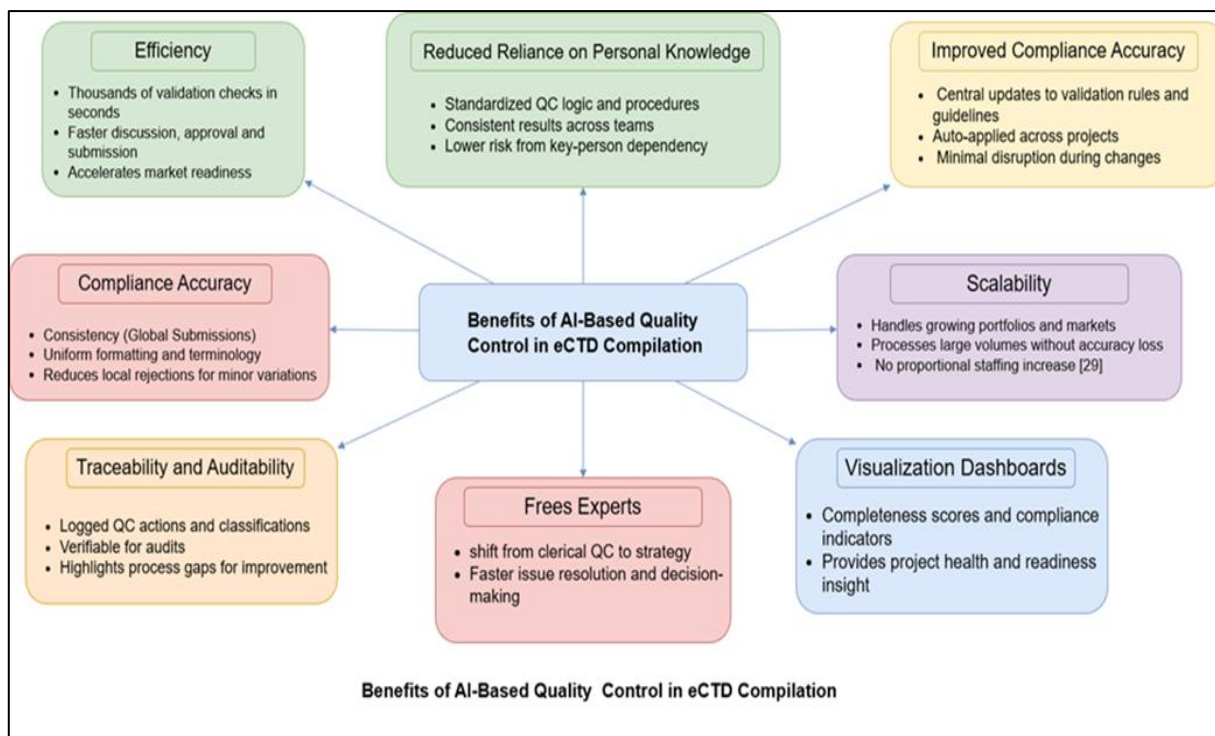 Efficiency
• Thousands of validation checks in
seconds
• Faster discussion, approval and
submission
• Accelerates market readiness
Reduced Reliance on Personal Knowledge
• Standardized QC logic and procedures
• Consistent results across teams
• Lower risk from key-person dependency
Improved Compliance Accuracy
• Central updates to validation rules and
guidelines
• Auto-applied across projects
• Minimal disruption during changes
Compliance Accuracy
• Consistency (Global Submissions)
• Uniform formatting and terminology
• Reduces local rejections for minor variations
Benefits of AI-Based Quality
Control in eCTD Compilation
Scalability
• Handles growing portfolios and markets
• Processes large volumes without accuracy loss
• No proportional staffing increase [29]
Traceability and Auditability
• Logged QC actions and classifications
• Verifiable for audits
• Highlights process gaps for improvement
Frees Experts
• shift from clerical QC to strategy
• Faster issue resolution and decision-
making
Visualization Dashboards
• Completeness scores and compliance
indicators
• Provides project health and readiness
insight
Benefits of AI-Based Quality Control in eCTD Compilation